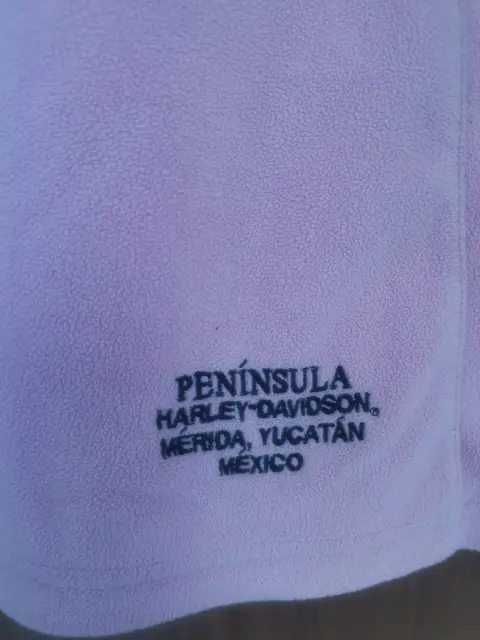 PENÍNSULA
HARLEY-DAVIDSON®
MÉRIDA, YUCATÁN
MÉXICO